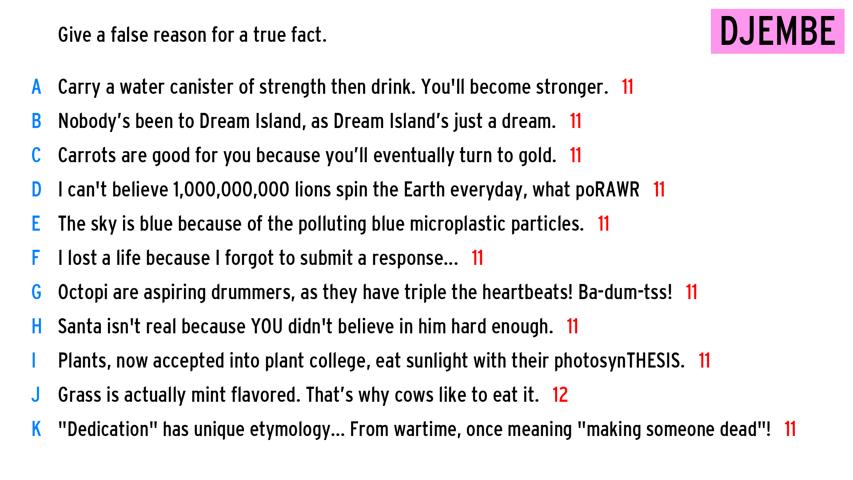 Give a false reason for a true fact.
DJEMBE
A Carry a water canister of strength then drink. You'll become stronger. 11
B Nobody's been to Dream Island, as Dream Island's just a dream. 11
C Carrots are good for you because you'll eventually turn to gold. 11
D I can't believe 1,000,000,000 lions spin the Earth everyday, what poRAWR 11
E The sky is blue because of the polluting blue microplastic particles. 11
F I lost a life because I forgot to submit a response... 11
G Octopi are aspiring drummers, as they have triple the heartbeats! Ba-dum-tss! 11
H Santa isn't real because YOU didn't believe in him hard enough. 11
I Plants, now accepted into plant college, eat sunlight with their photosynTHESIS. 11
J Grass is actually mint flavored. That's why cows like to eat it. 12
K "Dedication" has unique etymology... From wartime, once meaning "making someone dead"! 11